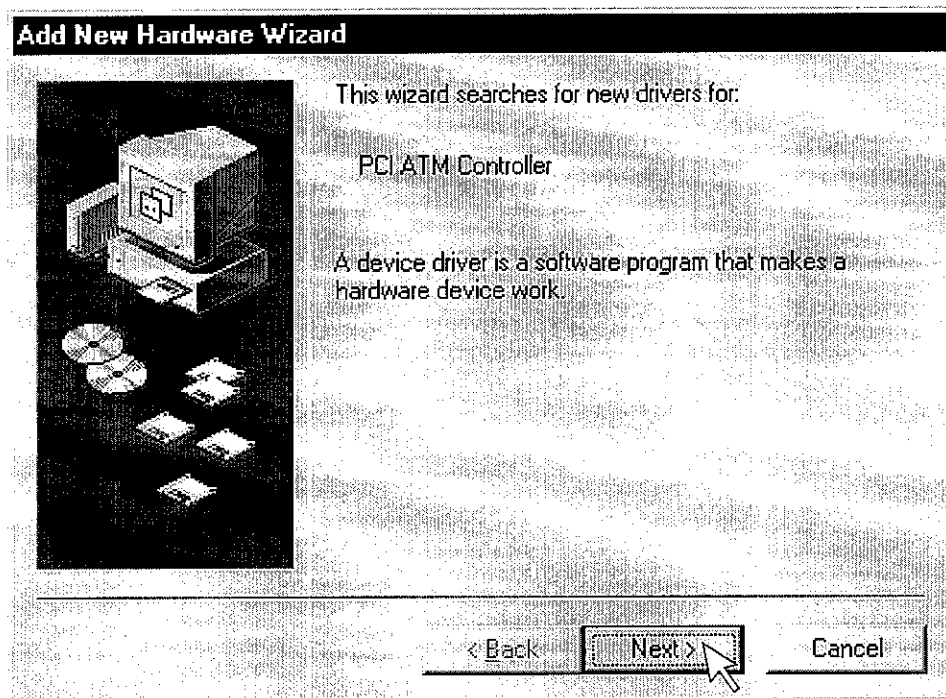 Add New Hardware Wizard
This wizard searches for new drivers for:
PCI ATM Controller
A device driver is a software program that makes a
hardware device work.
< Back
Next >
Cancel